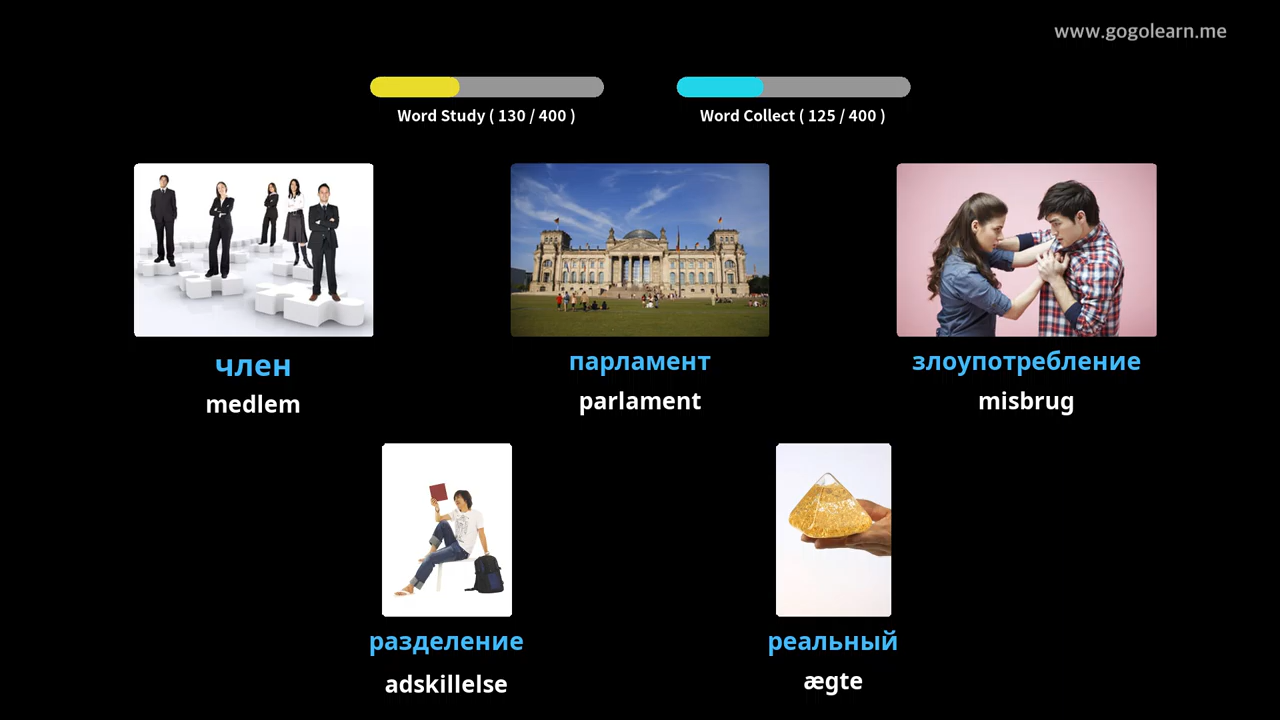 www.gogolearn.me
Word Study ( 130 / 400 )
Word Collect ( 125 / 400 )
член
medlem
парламент
parlament
злоупотребление
misbrug
разделение
adskillelse
реальный
ægte